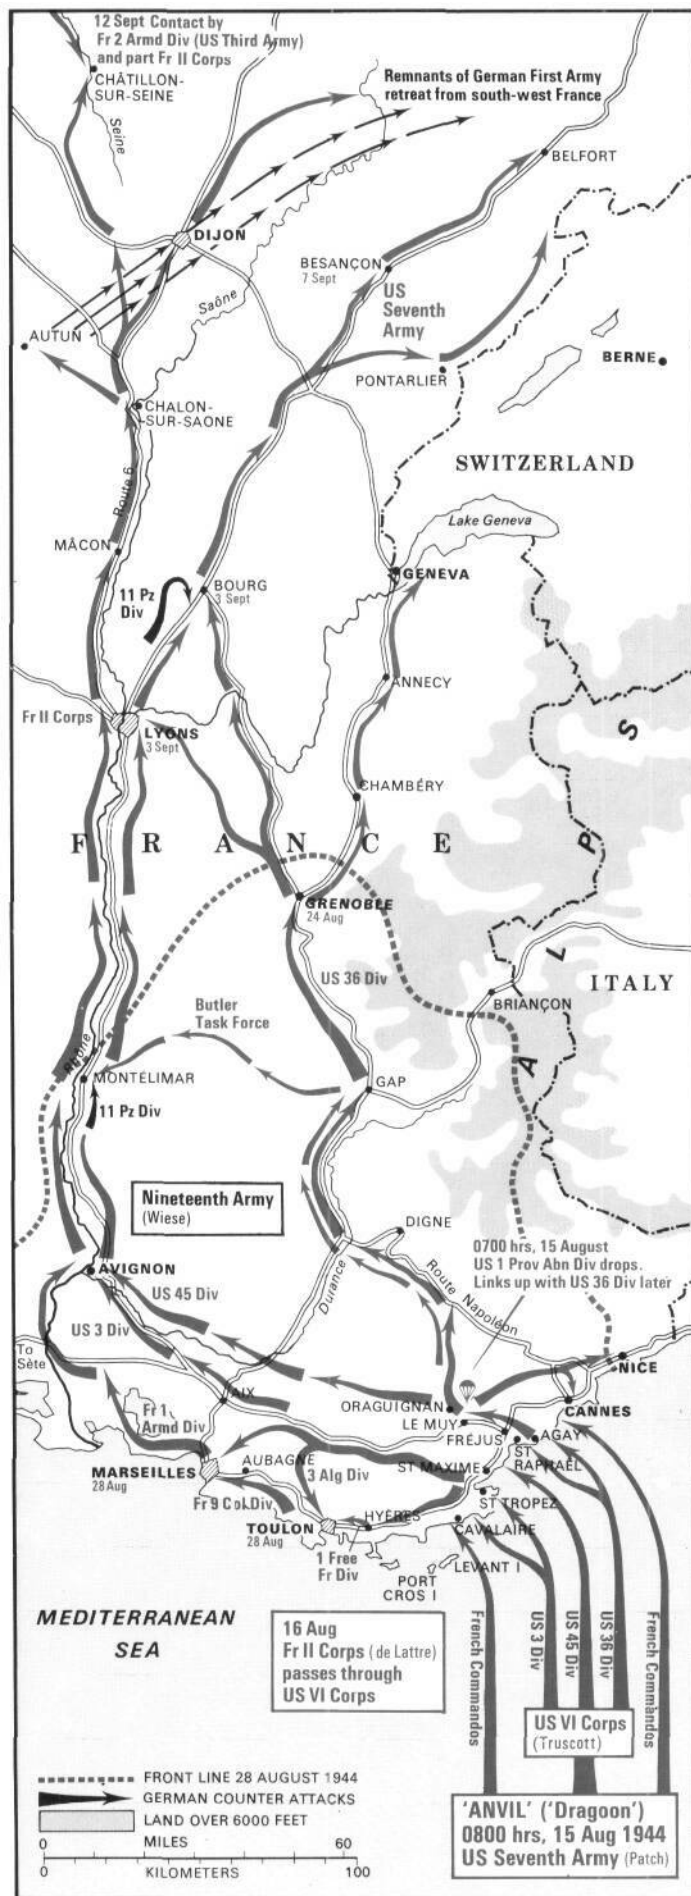 12 Sept Contact by
Fr 2 Armd Div (US Third Army)
and part Fr II Corps
CHÂTILLON-
SUR-SEINE
Remnants of German First Army
retreat from south-west France
Seine
BELFORT
DIJON
BESANÇON
7 Sept
US
Seventh
Army
Saône
AUTUN
PONTARLIER
BERNE
CHALON-
SUR-SAONE
SWITZERLAND
Route 6
Lake Geneva
MÂCON
GENEVA
11 Pz
Div
BOURG
3 Sept
ANNECY
Fr II Corps
LYONS
3 Sept
CHAMBÉRY
FRANCE
ALPS
GRENOBLE
24 Aug
US 36 Div
ITALY
BRIANÇON
Butler
Task Force
Rhône
MONTÉLIMAR
GAP
11 Pz Div
Nineteenth Army
(Wiese)
DIGNE
0700 hrs, 15 August
US 1 Prov Abn Div drops.
Links up with US 36 Div later
AVIGNON
US 45 Div
Durance
Route Napoléon
US 3 Div
To
Sète
NICE
AIX
ORAGUIGNAN
LE MUY
CANNES
FRÉJUS
AGAY
ST
RAPHAËL
Fr 1
Armd Div
AUBAGNE
3 Alg Div
ST MAXIME
MARSEILLES
28 Aug
ST TROPEZ
Fr 9 Col. Div
HYÈRES
TOULON
28 Aug
CAVALAIRE
1 Free
Fr Div
LEVANT I
PORT
CROS I
MEDITERRANEAN
SEA
16 Aug
Fr II Corps (de Lattre)
passes through
US VI Corps
French Commandos
US 3 Div
US 45 Div
US 36 Div
French Commandos
US VI Corps
(Truscott)
FRONT LINE 28 AUGUST 1944
GERMAN COUNTER ATTACKS
LAND OVER 6000 FEET
0 MILES 60
0 KILOMETERS 100
'ANVIL' ('Dragoon')
0800 hrs, 15 Aug 1944
US Seventh Army (Patch)